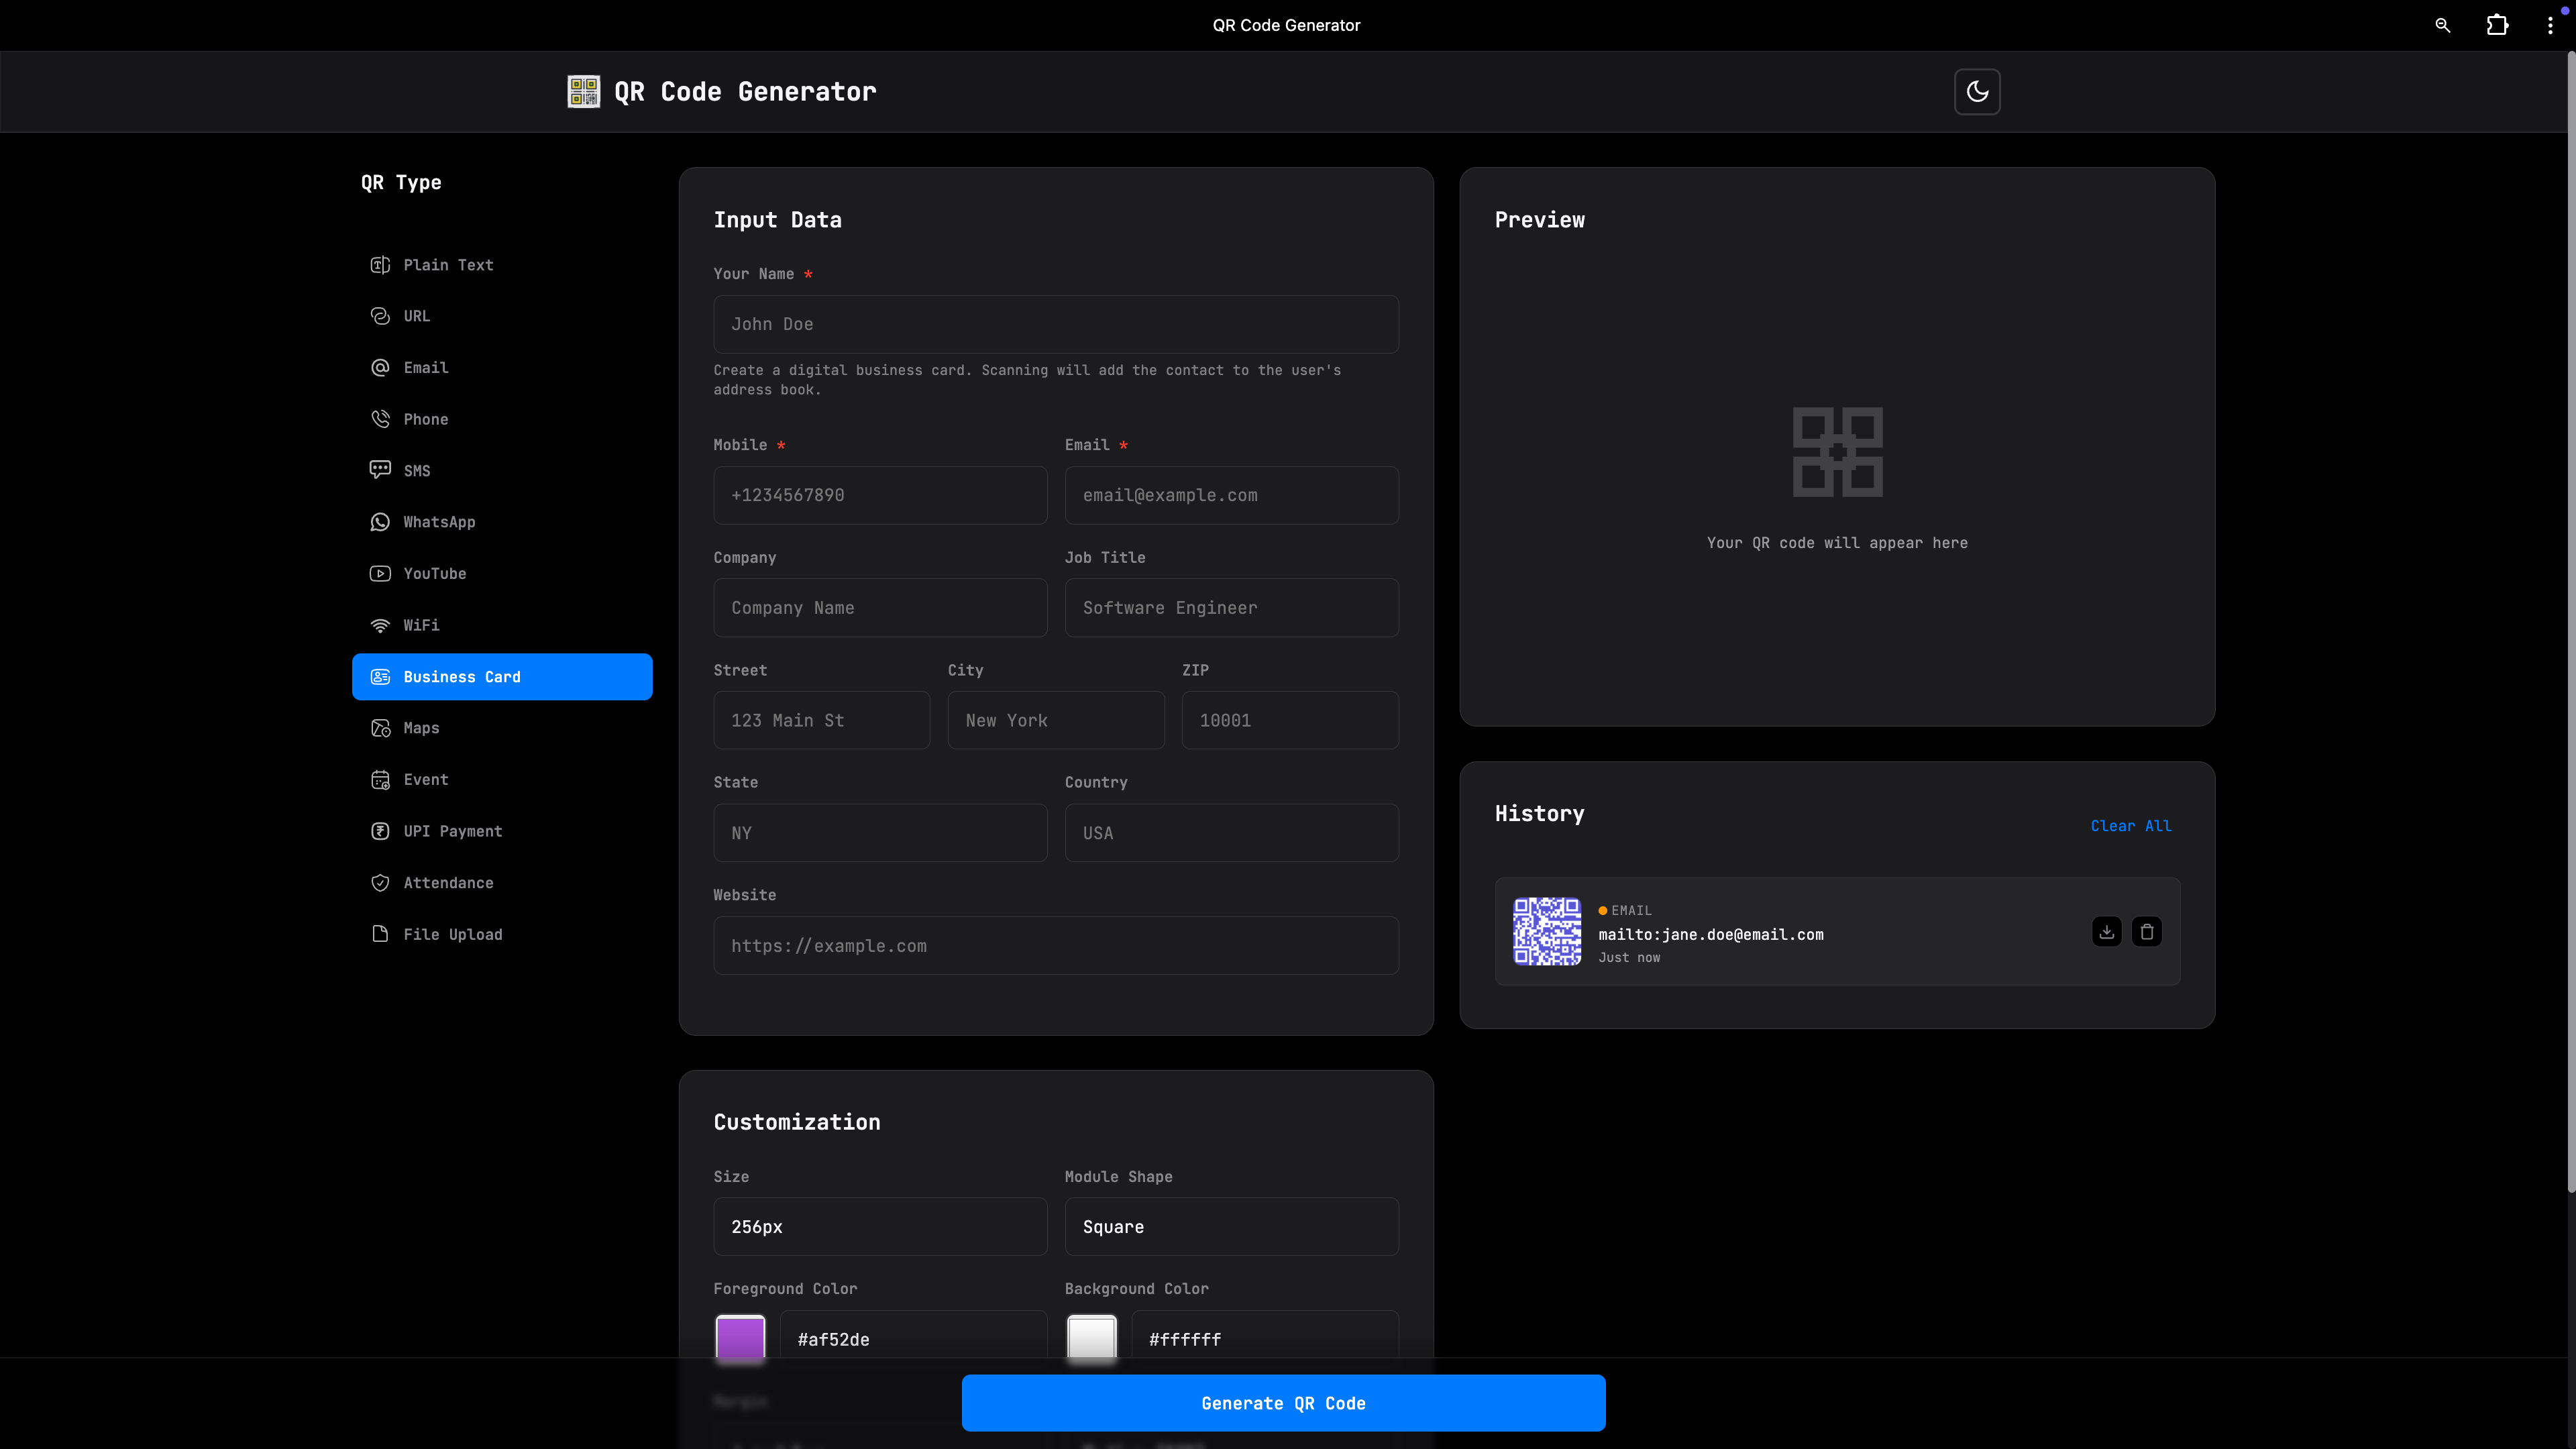 QR Code Generator
QR Code Generator
QR Type
Plain Text
URL
Email
Phone
SMS
WhatsApp
YouTube
WiFi
Business Card
Maps
Event
UPI Payment
Attendance
File Upload
Input Data
Your Name *
John Doe
Create a digital business card. Scanning will add the contact to the user's
address book.
Mobile * Email *
+1234567890 email@example.com
Company Job Title
Company Name Software Engineer
Street City ZIP
123 Main St New York 10001
State Country
NY USA
Website
https://example.com
Customization
Size Module Shape
256px Square
Foreground Color Background Color
#af52de #ffffff
Generate QR Code
Preview
Your QR code will appear here
History
Clear All
EMAIL
mailto:jane.doe@email.com
Just now